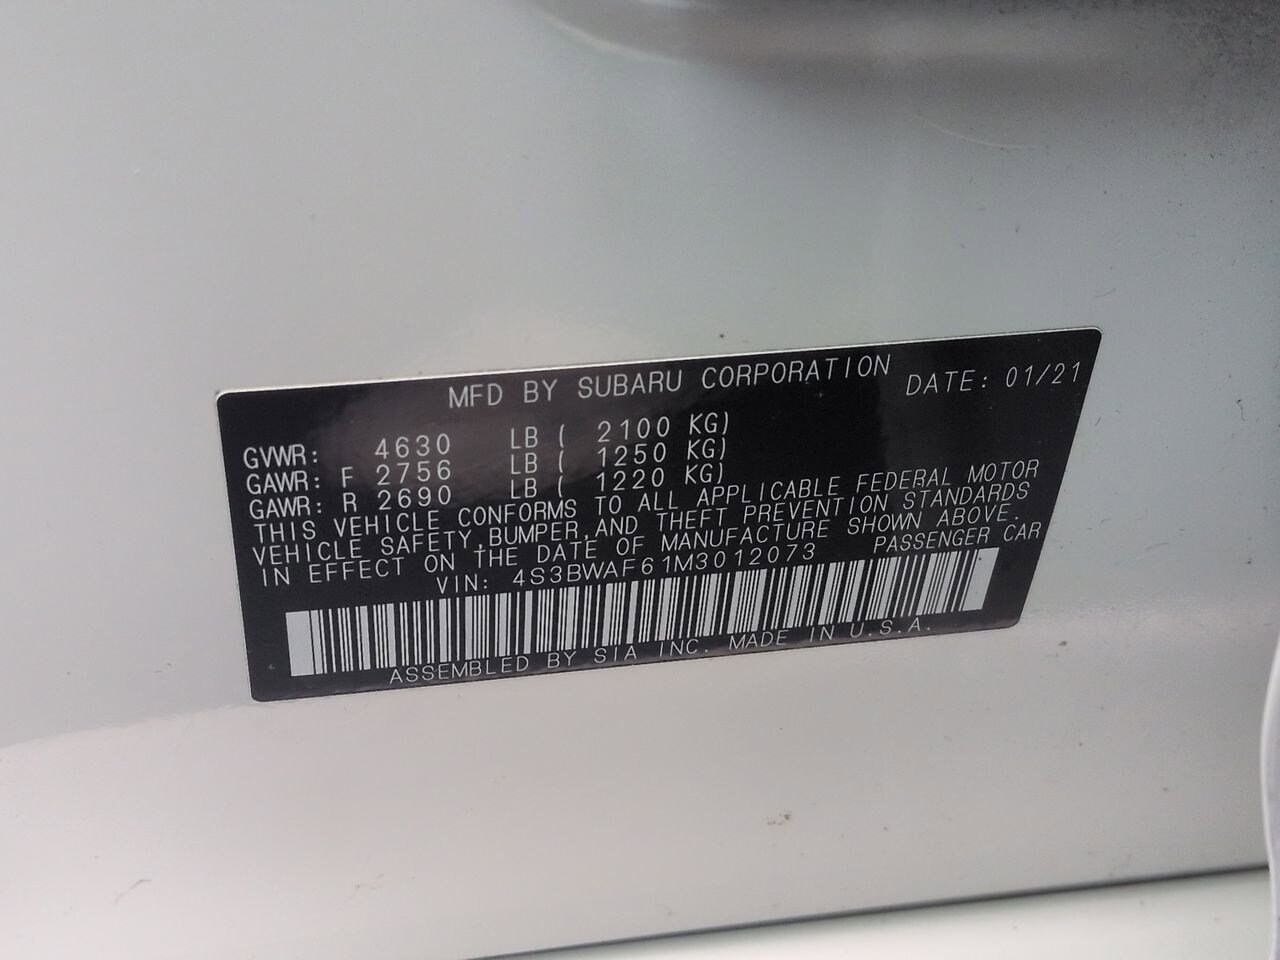 MFD BY SUBARU CORPORATION DATE: 01/21
GVWR: 4630 LB ( 2100 KG)
GAWR: F 2756 LB ( 1250 KG)
GAWR: R 2690 LB ( 1220 KG)
THIS VEHICLE CONFORMS TO ALL APPLICABLE FEDERAL MOTOR
VEHICLE SAFETY, BUMPER, AND THEFT PREVENTION STANDARDS
IN EFFECT ON THE DATE OF MANUFACTURE SHOWN ABOVE.
VIN: 4S3BWAF61M3012073 PASSENGER CAR
ASSEMBLED BY SIA INC. MADE IN U.S.A.